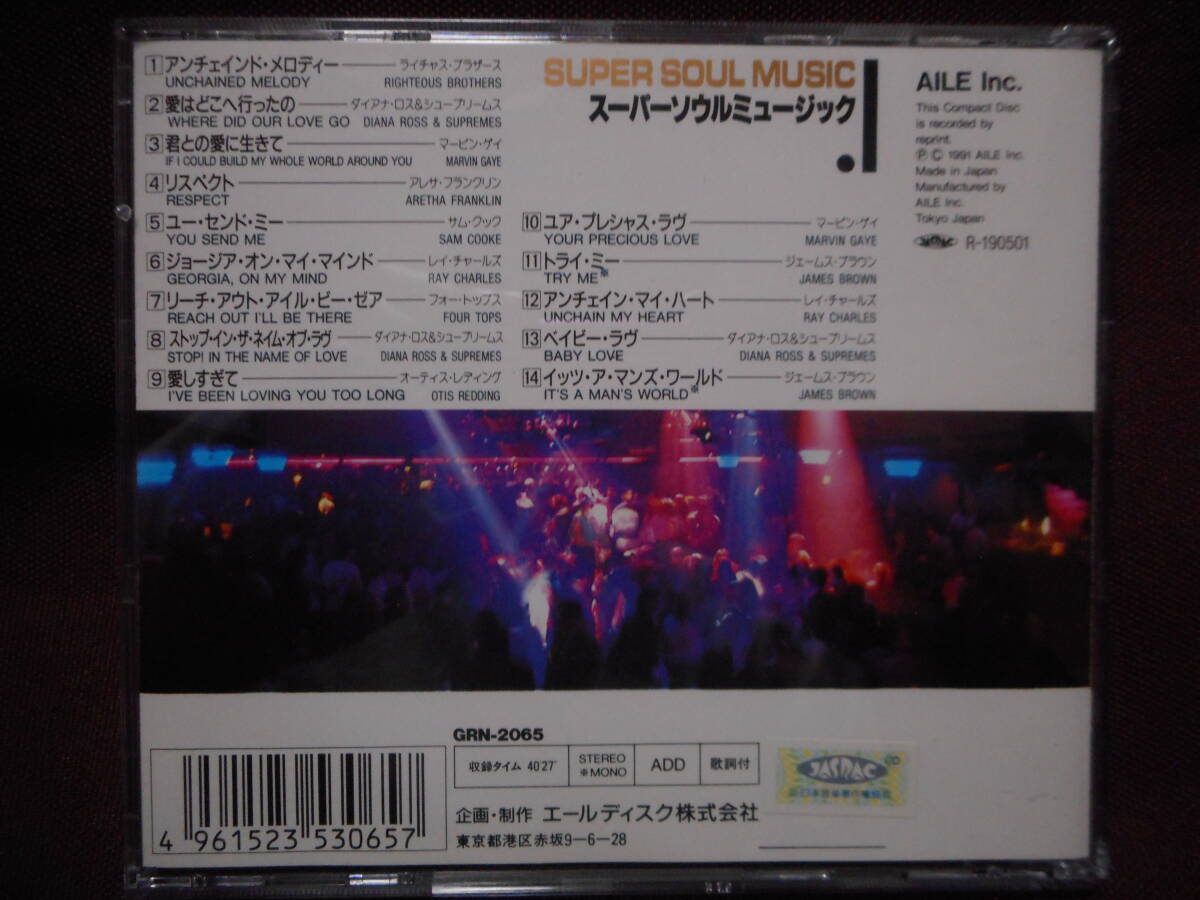 1 アンチェインド・メロディー ライチャス・ブラザース
UNCHAINED MELODY RIGHTEOUS BROTHERS
2 愛はどこへ行ったの ダイアナ・ロス&シュープリームス
WHERE DID OUR LOVE GO DIANA ROSS & SUPREMES
3 君との愛に生きて マービン・ゲイ
IF I COULD BUILD MY WHOLE WORLD AROUND YOU MARVIN GAYE
4 リスペクト アレサ・フランクリン
RESPECT ARETHA FRANKLIN
5 ユー・センド・ミー サム・クック
YOU SEND ME SAM COOKE
6 ジョージア・オン・マイ・マインド レイ・チャールズ
GEORGIA, ON MY MIND RAY CHARLES
7 リーチ・アウト・アイル・ビー・ゼア フォー・トップス
REACH OUT I'LL BE THERE FOUR TOPS
8 ストップ・イン・ザ・ネイム・オブ・ラヴ ダイアナ・ロス&シュープリームス
STOP! IN THE NAME OF LOVE DIANA ROSS & SUPREMES
9 愛しすぎて オーティス・レディング
I'VE BEEN LOVING YOU TOO LONG OTIS REDDING
SUPER SOUL MUSIC
スーパーソウルミュージック
10 ユア・プレシャス・ラヴ マービン・ゲイ
YOUR PRECIOUS LOVE MARVIN GAYE
11 トライ・ミー ジェームス・ブラウン
TRY ME※ JAMES BROWN
12 アンチェイン・マイ・ハート レイ・チャールズ
UNCHAIN MY HEART RAY CHARLES
13 ベイビー・ラヴ ダイアナ・ロス&シュープリームス
BABY LOVE DIANA ROSS & SUPREMES
14 イッツ・ア・マンズ・ワールド ジェームス・ブラウン
IT'S A MAN'S WORLD※ JAMES BROWN
AILE Inc.
This Compact Disc
is recorded by
reprint.
Ⓟ Ⓒ 1991 AILE Inc.
Made in Japan
Manufactured by
AILE Inc.
Tokyo Japan
JASRAC R-190501
GRN-2065
収録タイム 40'27" STEREO ※MONO ADD 歌詞付
企画・制作 エールディスク株式会社
東京都港区赤坂9-6-28
4 961523 530657
JASRAC